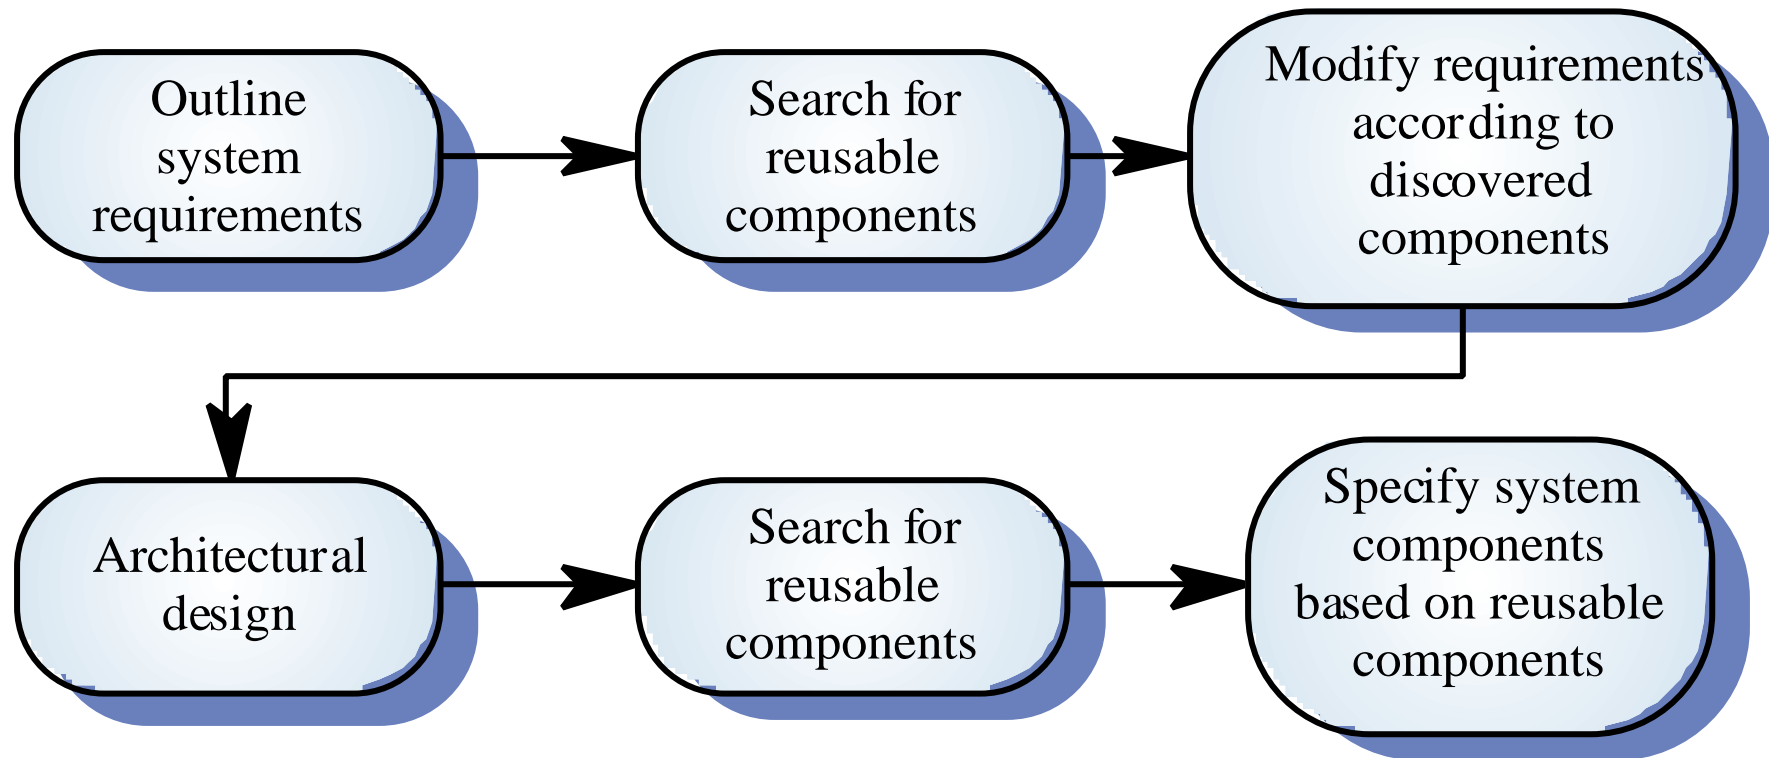 Outline
system
requirements
Search for
reusable
components
Modify requirements
according to
discovered
components
Architectural
design
Search for
reusable
components
Specify system
components
based on reusable
components